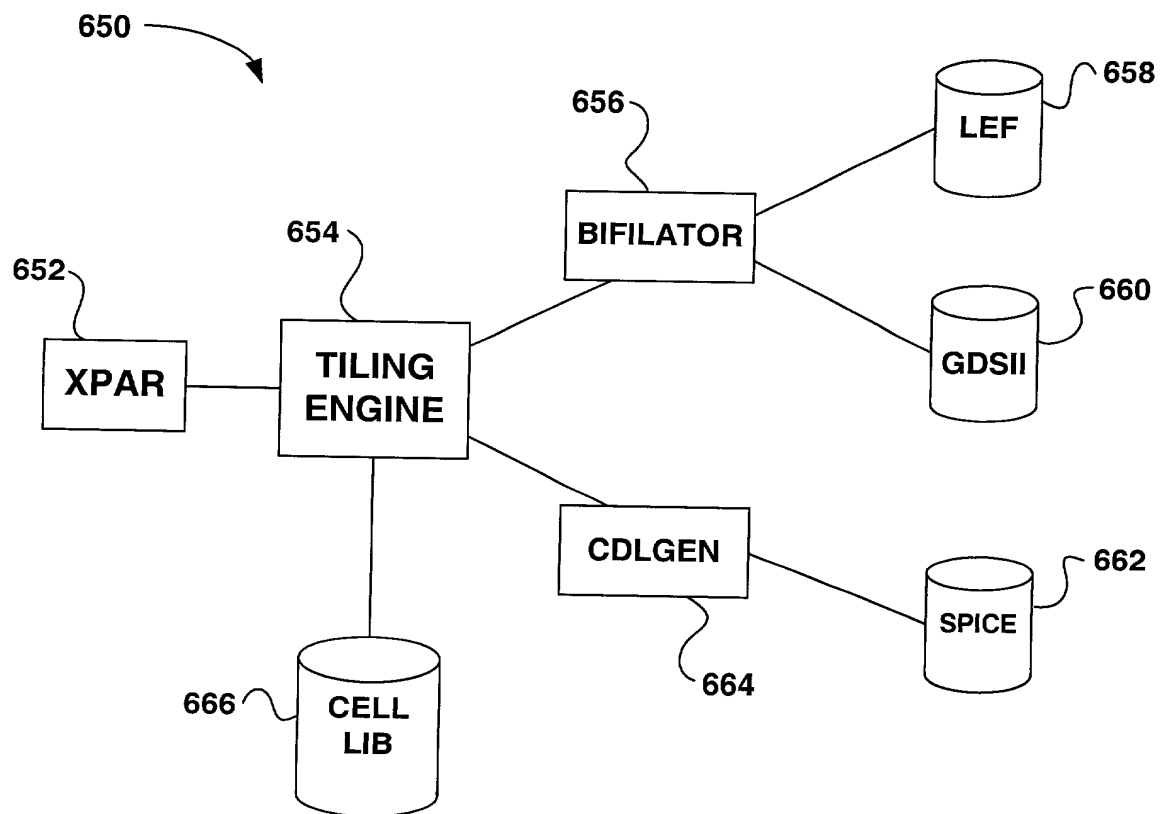 650
658
LEF
656
BIFILATOR
654
652
660
GDSII
TILING
ENGINE
XPAR
CDLGEN
662
SPICE
664
666
CELL
LIB